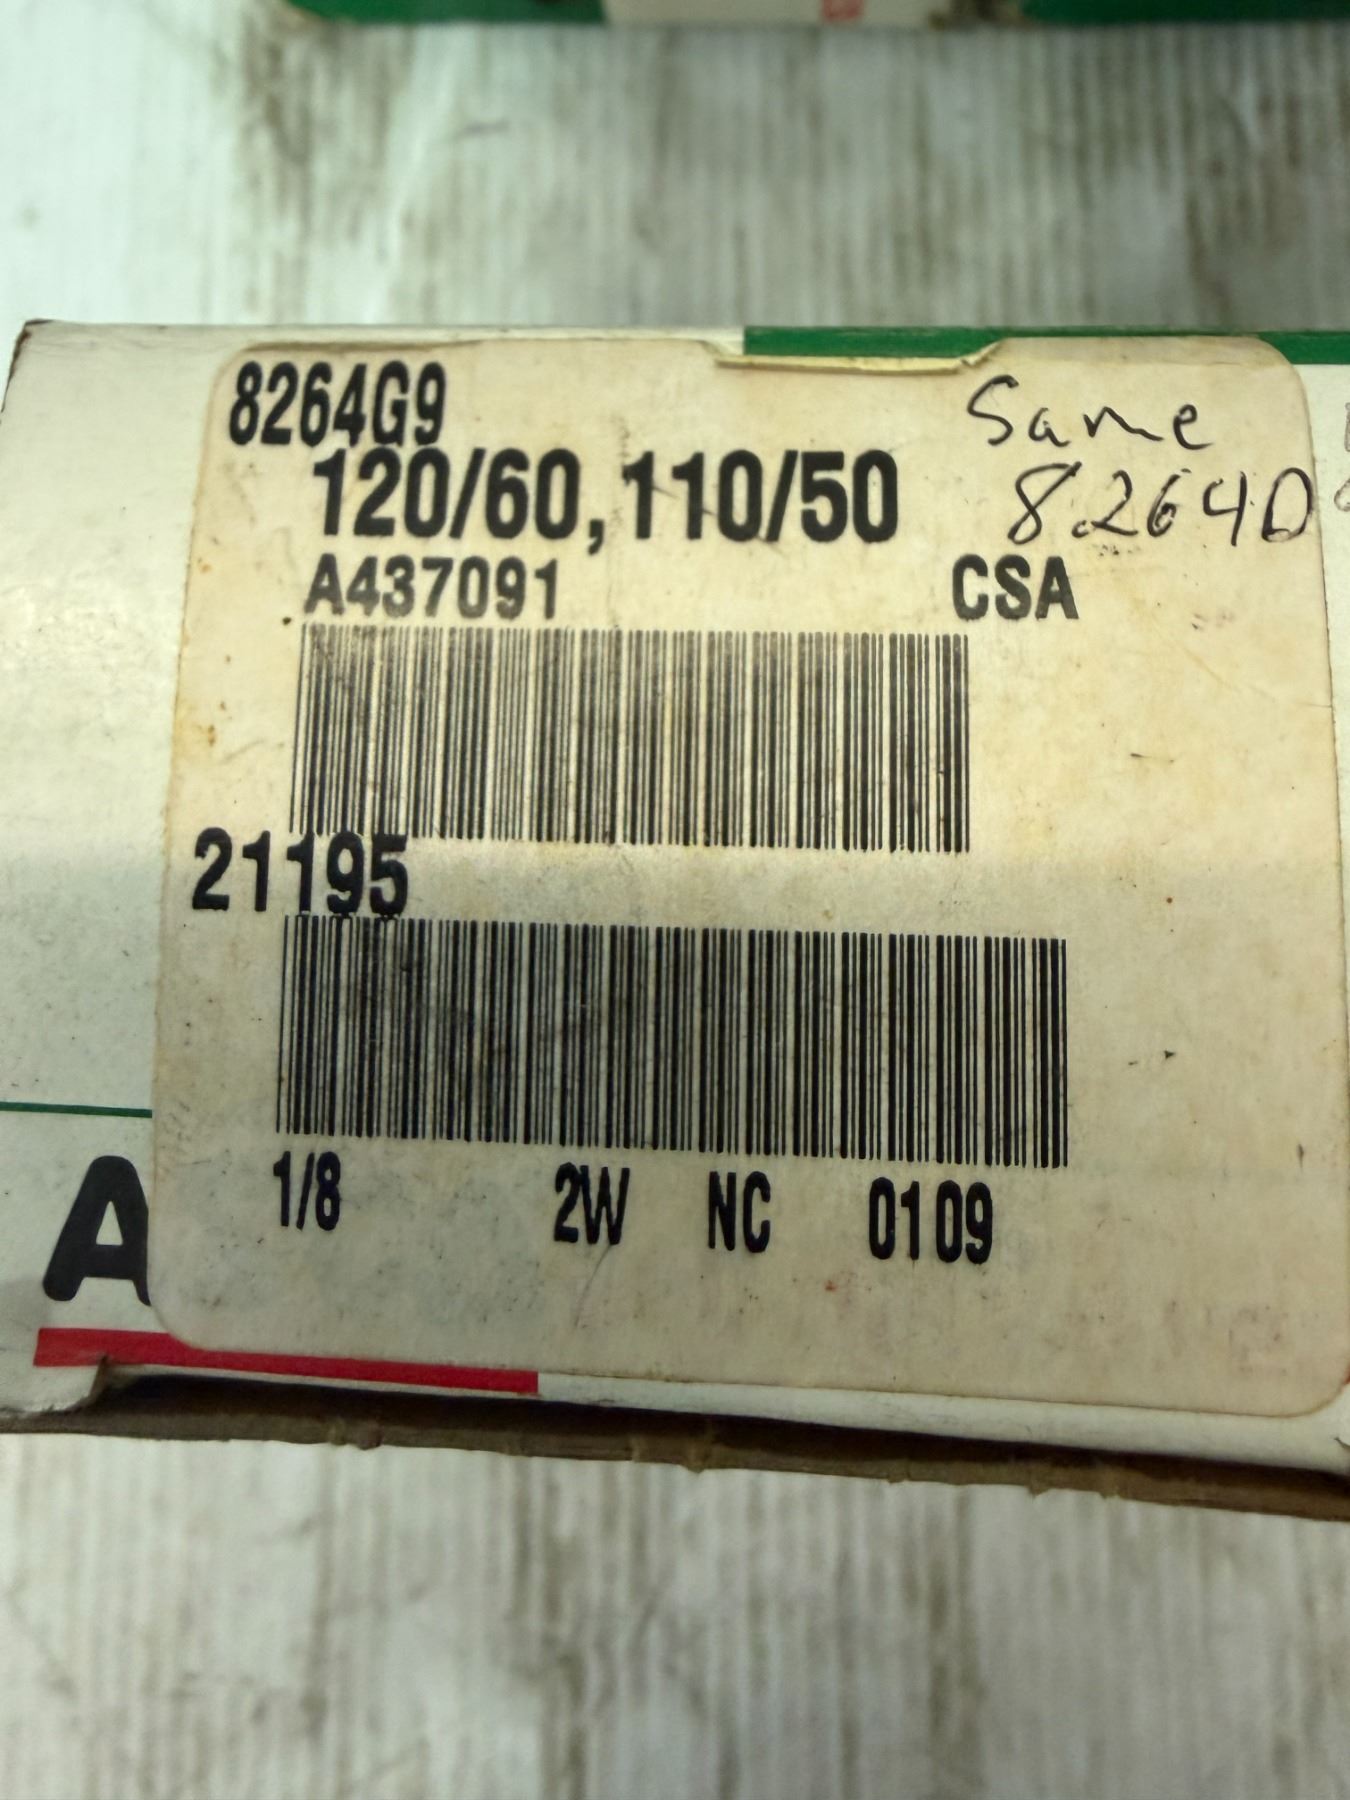 8264G9
Same
120/60, 110/50
8264D
A437091
CSA
21195
1/8 2W NC 0109
A